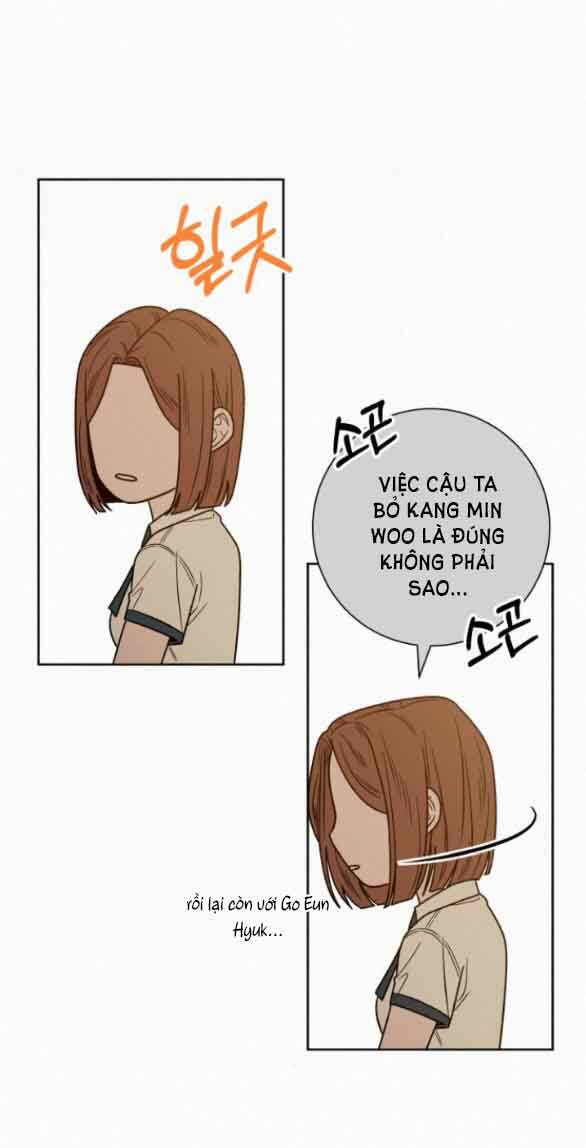 힐긋
소곤
VIỆC CẬU TA
BỎ KANG MIN
WOO LÀ ĐÚNG
KHÔNG PHẢI
SAO...
소곤
rồi lại còn với Go Eun
Hyuk...